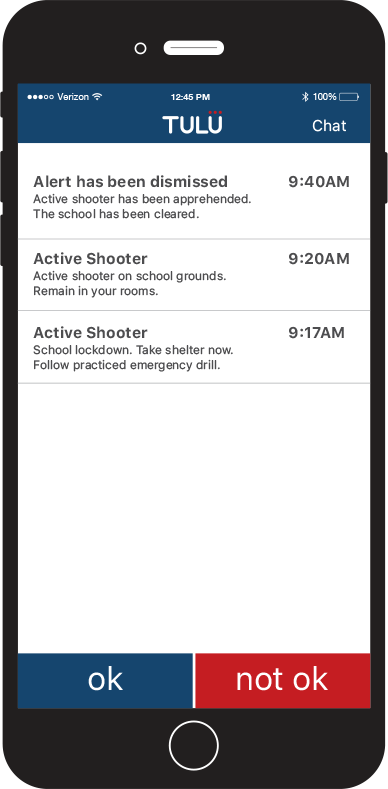 Verizon 12:45 PM 100%
TULU Chat
Alert has been dismissed 9:40AM
Active shooter has been apprehended.
The school has been cleared.
Active Shooter 9:20AM
Active shooter on school grounds.
Remain in your rooms.
Active Shooter 9:17AM
School lockdown. Take shelter now.
Follow practiced emergency drill.
ok not ok